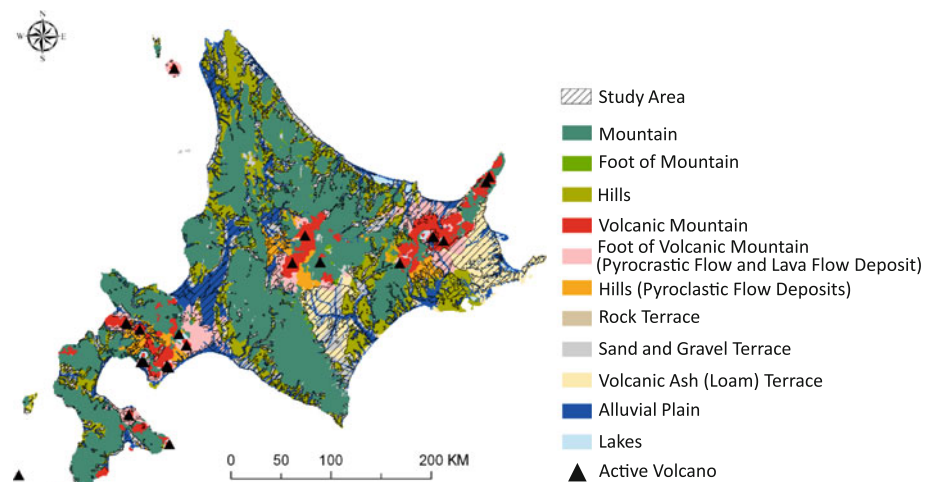 N
W E
S
Study Area
Mountain
Foot of Mountain
Hills
Volcanic Mountain
Foot of Volcanic Mountain
(Pyrocrastic Flow and Lava Flow Deposit)
Hills (Pyroclastic Flow Deposits)
Rock Terrace
Sand and Gravel Terrace
Volcanic Ash (Loam) Terrace
Alluvial Plain
Lakes
Active Volcano
0 50 100 200 KM